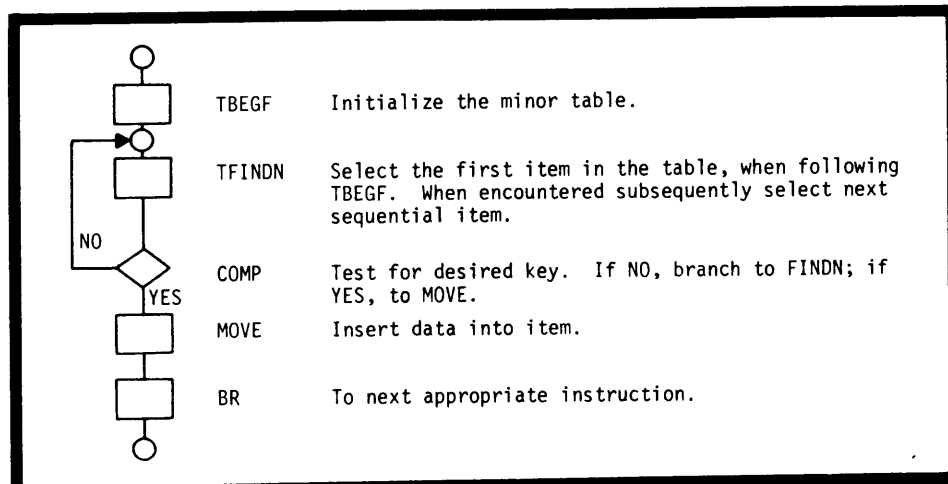 TBEGF Initialize the minor table.
TFINDN Select the first item in the table, when following
TBEGF. When encountered subsequently select next
sequential item.
NO
COMP Test for desired key. If NO, branch to FINDN; if
YES, to MOVE.
YES
MOVE Insert data into item.
BR To next appropriate instruction.